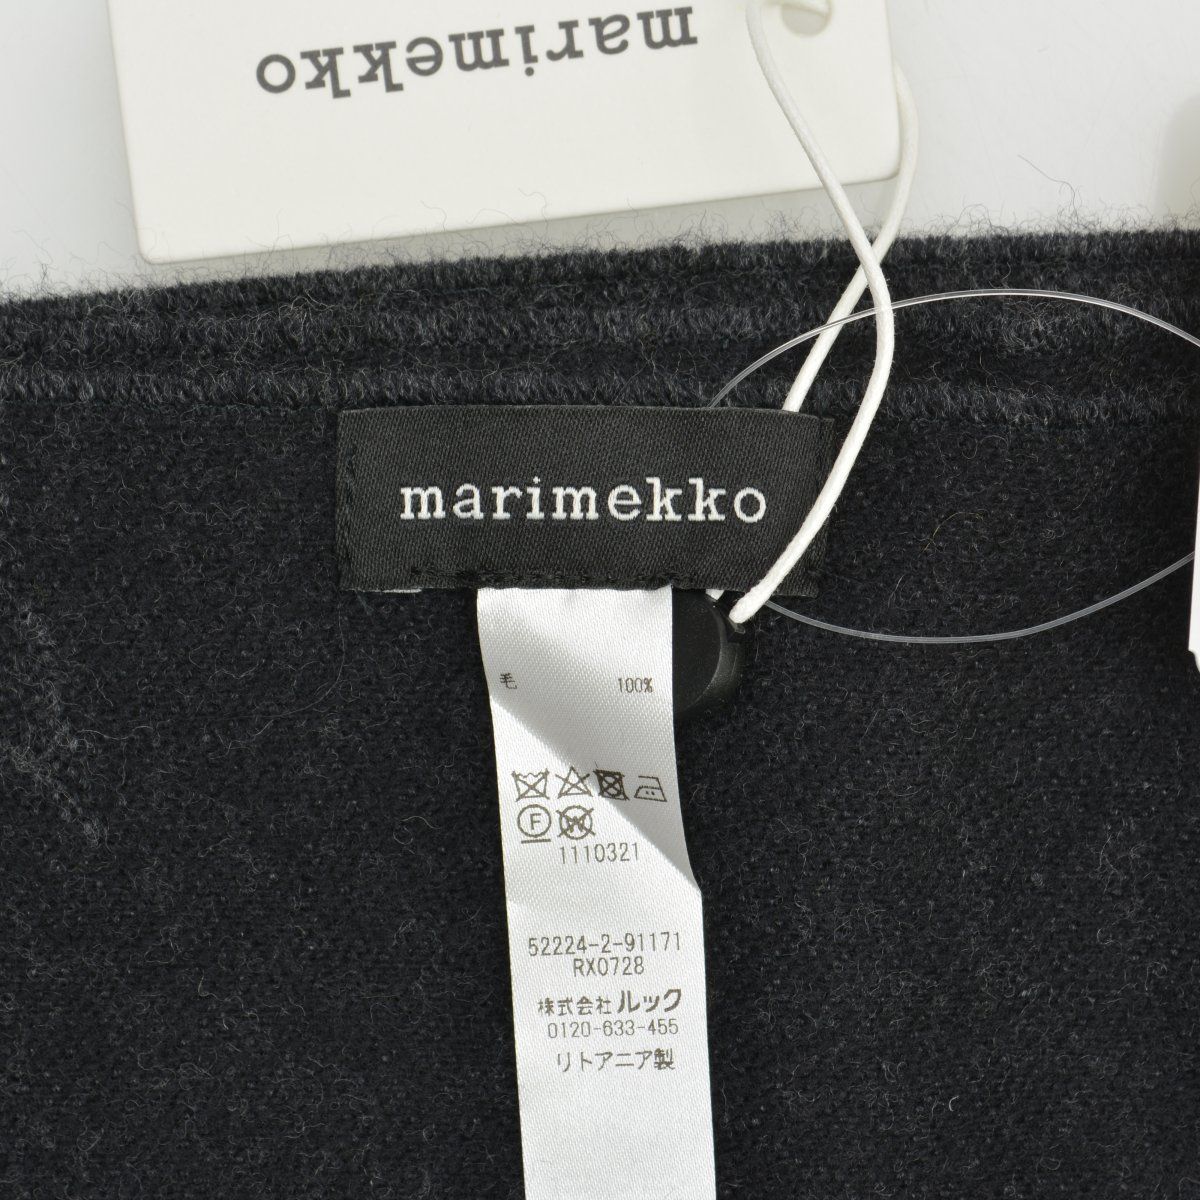 marimekko
marimekko
毛 100%
F W
1110321
52224-2-91171
RX0728
株式会社ルック
0120-633-455
リトアニア製